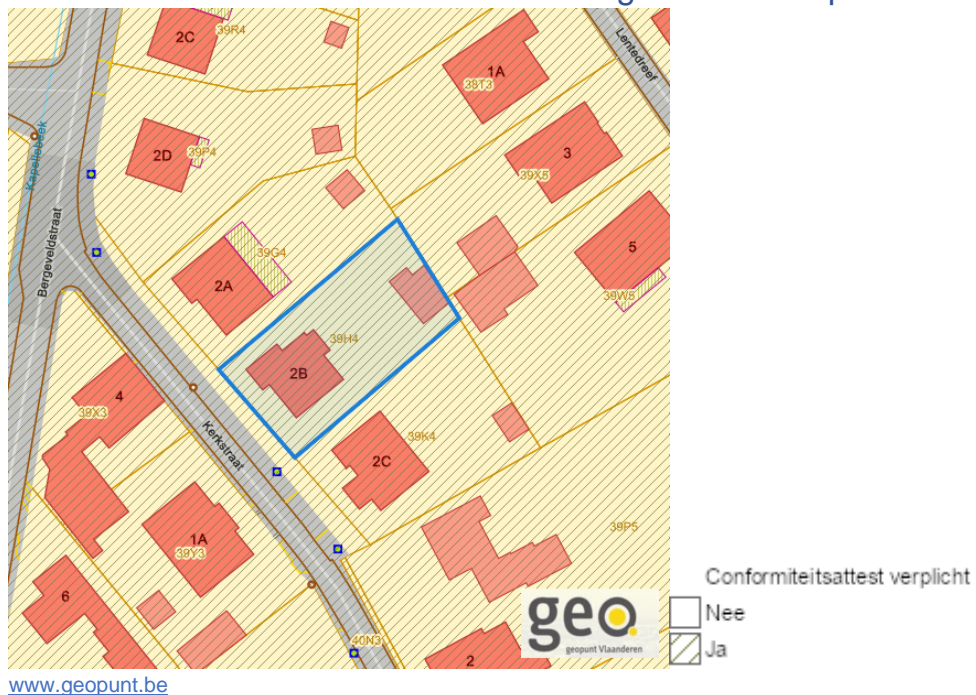 2C
39R4
Lentedreef
1A
38T3
Kapellebeek
2D
39P4
3
39X5
Bergeveldstraat
39G4
2A
5
39W5
39H4
2B
4
39X3
Kerkstraat
39K4
2C
39P5
1A
39Y3
6
40N3
2
geo.
geopunt Vlaanderen
Conformiteitsattest verplicht
Nee
Ja
www.geopunt.be